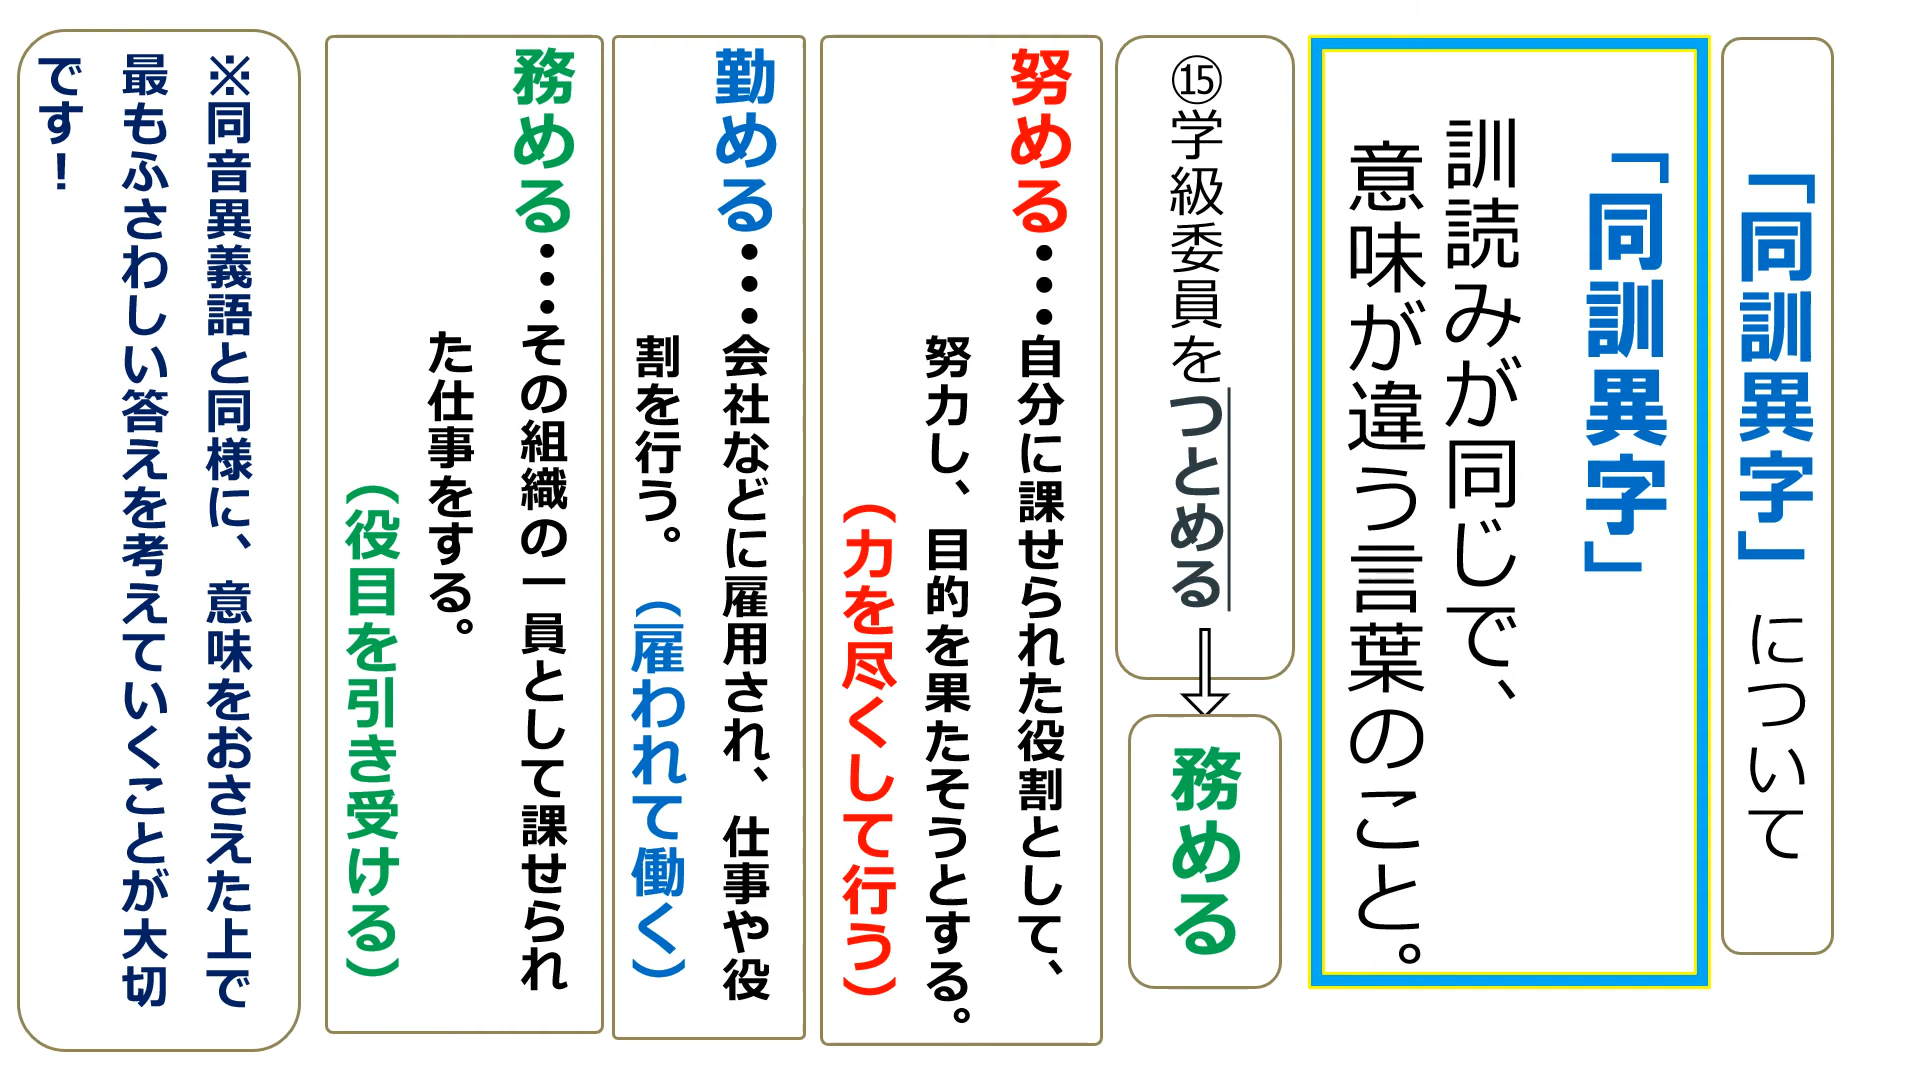 「同訓異字」について
「同訓異字」
訓読みが同じで、
意味が違う言葉のこと。
⑮学級委員をつとめる
務める
努める…自分に課せられた役割として、
努力し、目的を果たそうとする。
（力を尽くして行う）
勤める…会社などに雇用され、仕事や役
割を行う。（雇われて働く）
務める…その組織の一員として課せられ
た仕事をする。
（役目を引き受ける）
※同音異義語と同様に、意味をおさえた上で
最もふさわしい答えを考えていくことが大切
です！